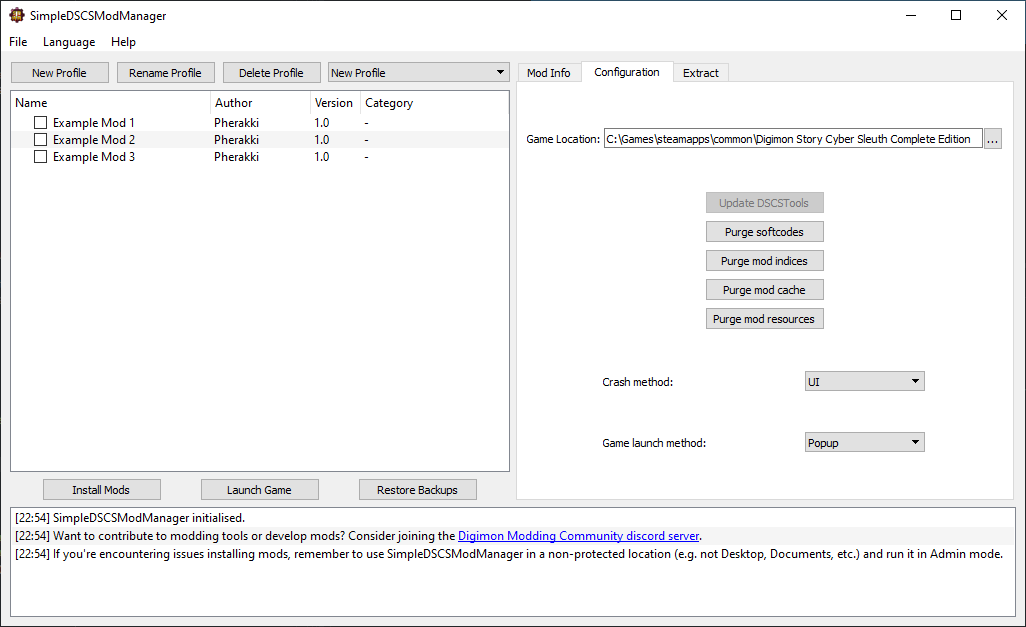 SimpleDSCSModManager
File Language Help
New Profile Rename Profile Delete Profile New Profile
Mod Info Configuration Extract
Name Author Version Category
Example Mod 1 Pherakki 1.0 -
Example Mod 2 Pherakki 1.0 -
Example Mod 3 Pherakki 1.0 -
Game Location: C:\Games\steamapps\common\Digimon Story Cyber Sleuth Complete Edition ...
Update DSCSTools
Purge softcodes
Purge mod indices
Purge mod cache
Purge mod resources
Crash method: UI
Game launch method: Popup
Install Mods Launch Game Restore Backups
[22:54] SimpleDSCSModManager initialised.
[22:54] Want to contribute to modding tools or develop mods? Consider joining the Digimon Modding Community discord server.
[22:54] If you're encountering issues installing mods, remember to use SimpleDSCSModManager in a non-protected location (e.g. not Desktop, Documents, etc.) and run it in Admin mode.